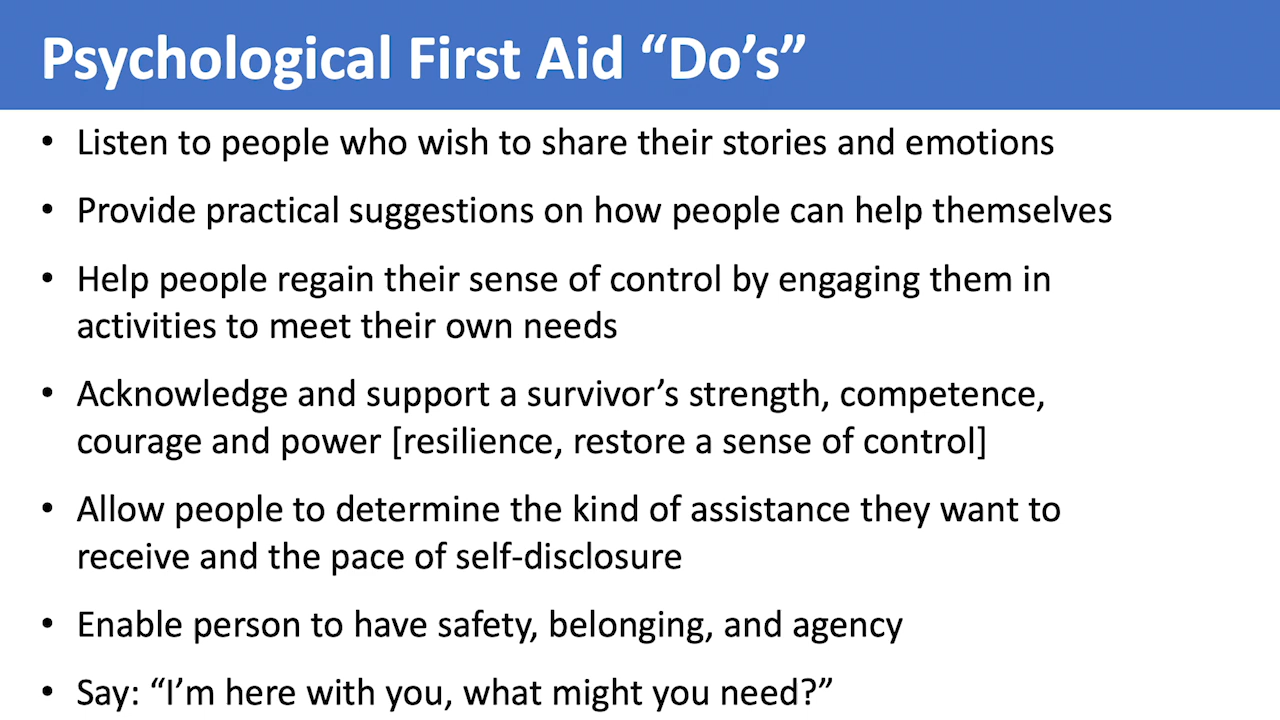 Psychological First Aid “Do’s”
• Listen to people who wish to share their stories and emotions
• Provide practical suggestions on how people can help themselves
• Help people regain their sense of control by engaging them in
activities to meet their own needs
• Acknowledge and support a survivor’s strength, competence,
courage and power [resilience, restore a sense of control]
• Allow people to determine the kind of assistance they want to
receive and the pace of self-disclosure
• Enable person to have safety, belonging, and agency
• Say: “I’m here with you, what might you need?”